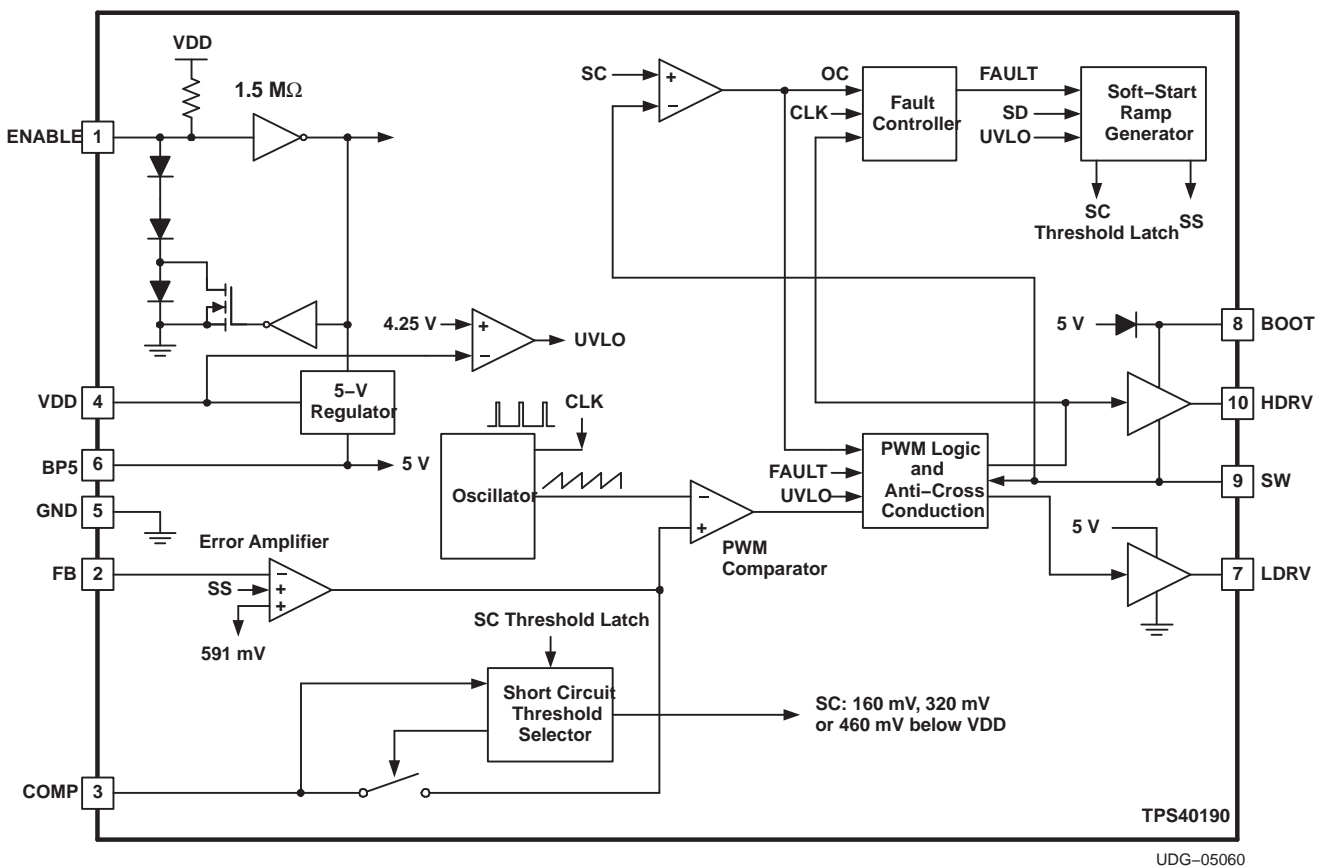 VDD
1.5 MΩ
ENABLE
1
SC
+
−
OC
CLK
Fault
Controller
FAULT
SD
UVLO
Soft−Start
Ramp
Generator
SC
Threshold Latch
SS
4.25 V
+
−
UVLO
5 V
8
BOOT
VDD
4
5−V
Regulator
CLK
10
HDRV
BP5
6
5 V
Oscillator
FAULT
UVLO
PWM Logic
and
Anti−Cross
Conduction
9
SW
GND
5
−
+
PWM
Comparator
5 V
Error Amplifier
FB
2
SS
−
+
+
591 mV
7
LDRV
SC Threshold Latch
Short Circuit
Threshold
Selector
SC: 160 mV, 320 mV
or 460 mV below VDD
COMP
3
TPS40190
UDG−05060